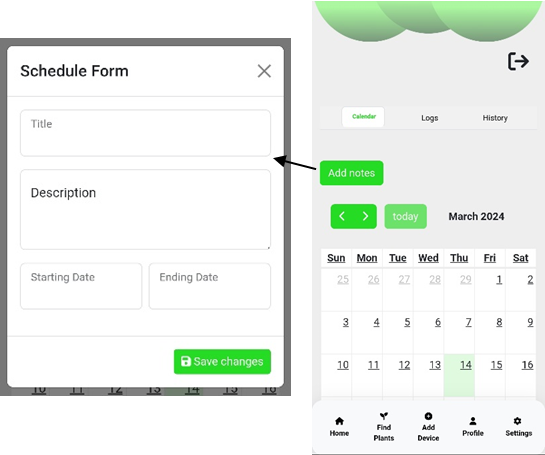 Schedule Form
Title
Description
Starting Date
Ending Date
Save changes
10 11 12 13 14 15 16
Calendar
Logs
History
Add notes
today
March 2024
Sun Mon Tue Wed Thu Fri Sat
25 26 27 28 29 1 2
3 4 5 6 7 8 9
10 11 12 13 14 15 16
Home
Find
Plants
Add
Device
Profile
Settings